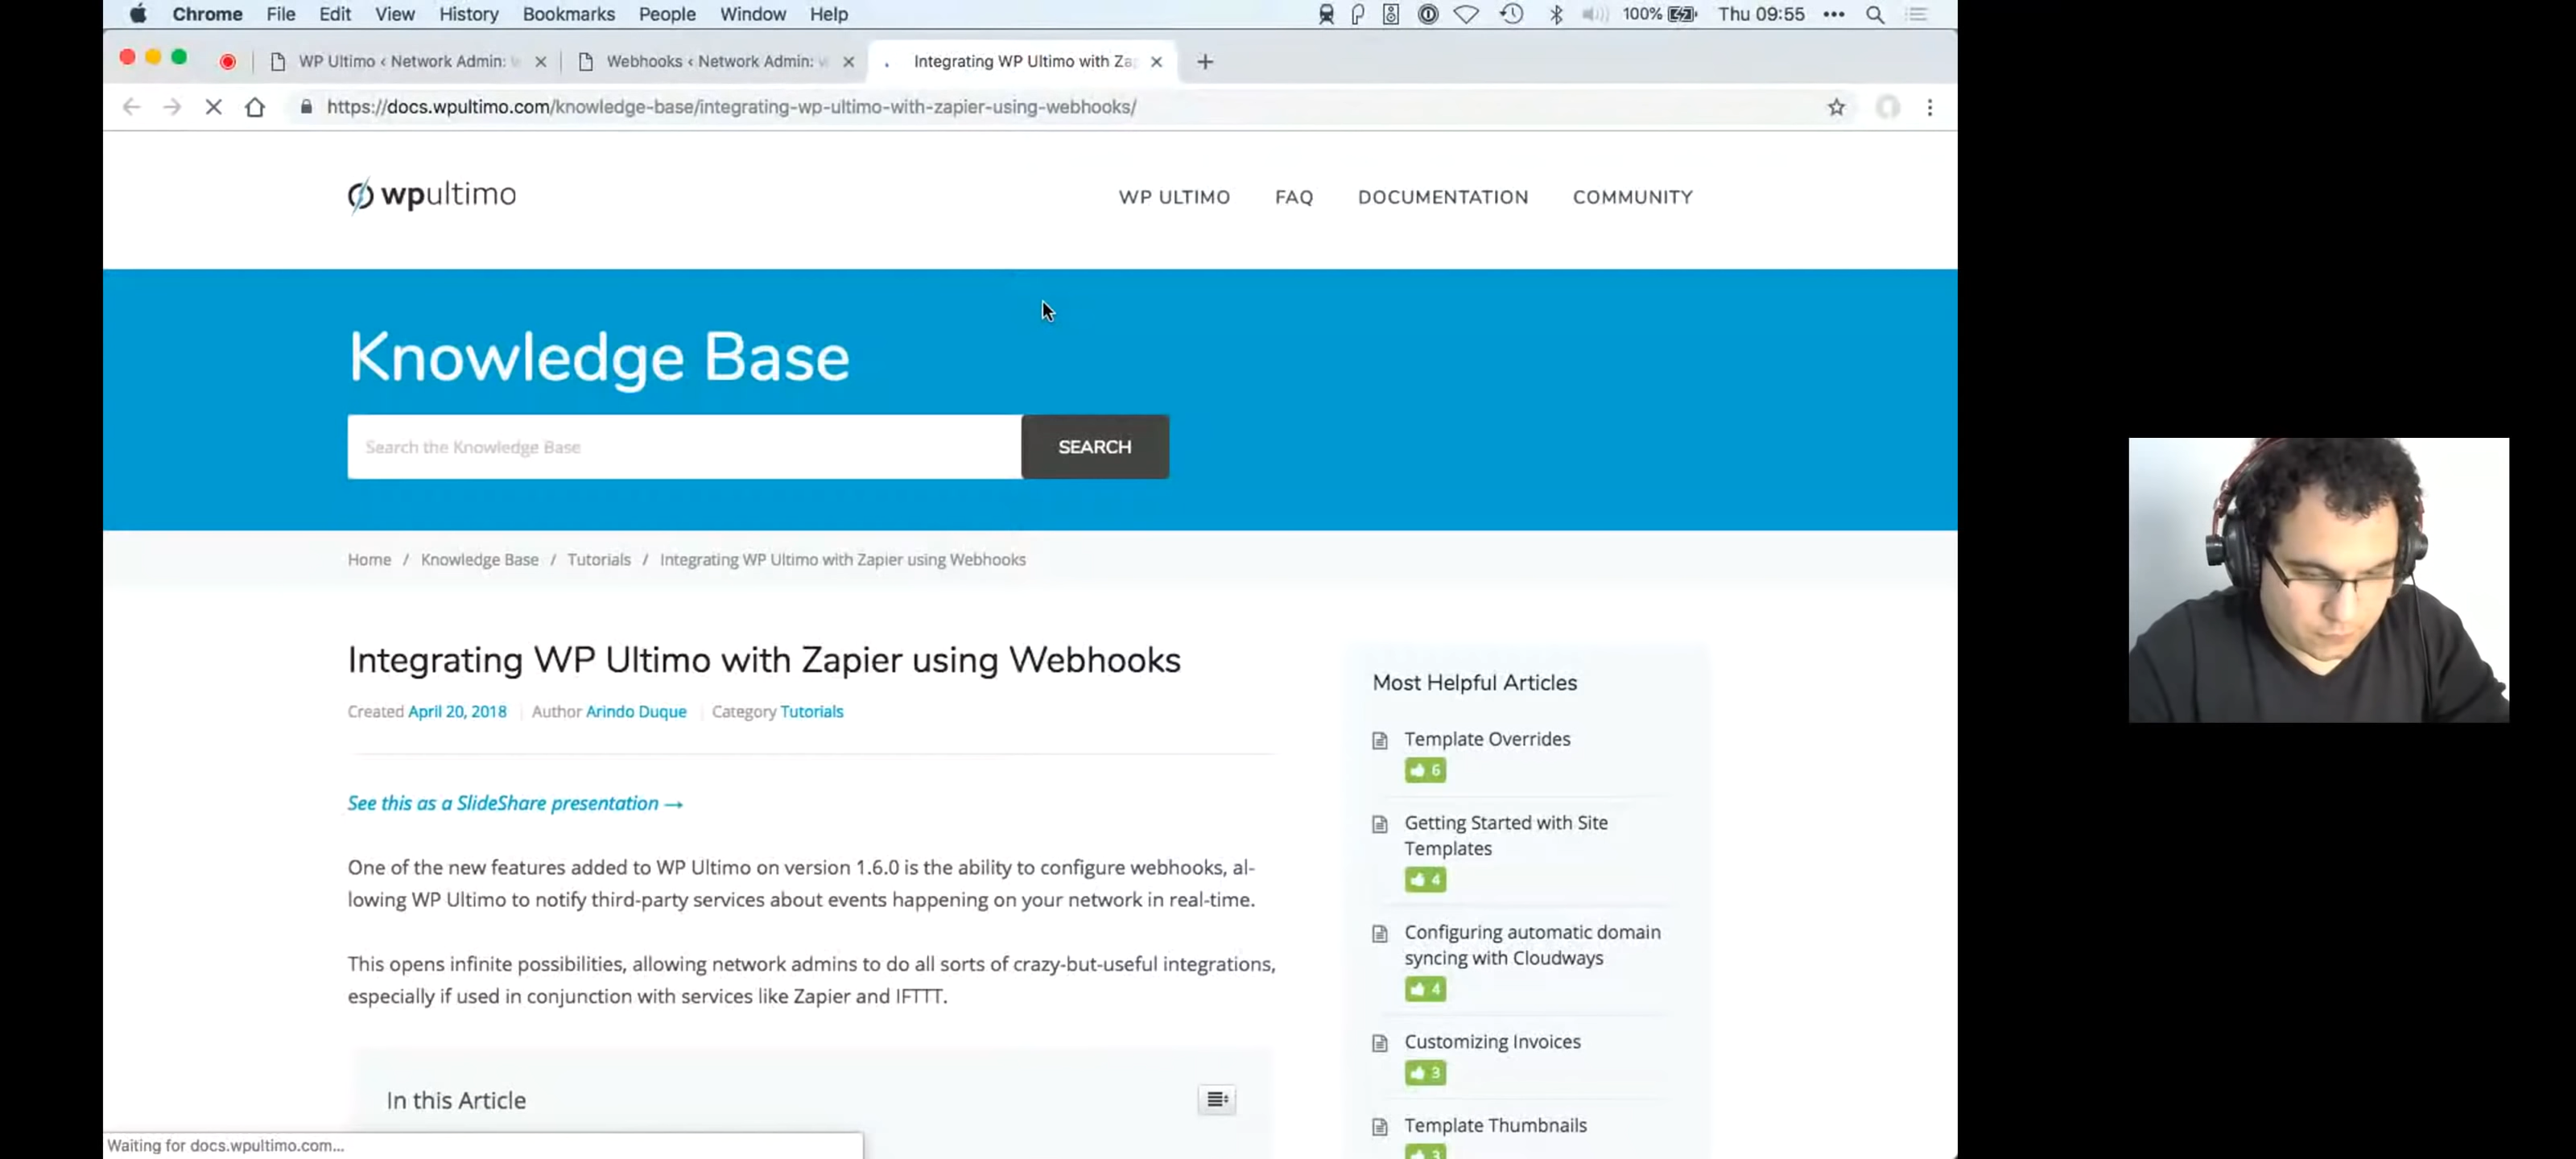 Chrome File Edit View History Bookmarks People Window Help 100% Thu 09:55
WP Ultimo ‹ Network Admin: Webhooks ‹ Network Admin: Integrating WP Ultimo with Za
https://docs.wpultimo.com/knowledge-base/integrating-wp-ultimo-with-zapier-using-webhooks/
wpultimo WP ULTIMO FAQ DOCUMENTATION COMMUNITY
Knowledge Base
Search the Knowledge Base SEARCH
Home / Knowledge Base / Tutorials / Integrating WP Ultimo with Zapier using Webhooks
Integrating WP Ultimo with Zapier using Webhooks
Created April 20, 2018 Author Arindo Duque Category Tutorials
See this as a SlideShare presentation →
One of the new features added to WP Ultimo on version 1.6.0 is the ability to configure webhooks, al-
lowing WP Ultimo to notify third-party services about events happening on your network in real-time.
This opens infinite possibilities, allowing network admins to do all sorts of crazy-but-useful integrations,
especially if used in conjunction with services like Zapier and IFTTT.
In this Article
Most Helpful Articles
Template Overrides
6
Getting Started with Site
Templates
4
Configuring automatic domain
syncing with Cloudways
4
Customizing Invoices
3
Template Thumbnails
3
Waiting for docs.wpultimo.com...